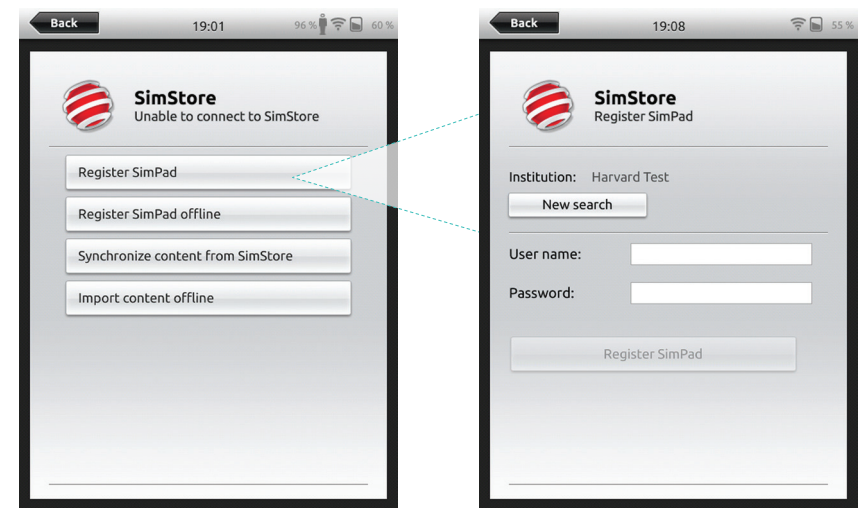 Back
19:01
96 %
60 %
SimStore
Unable to connect to SimStore
Register SimPad
Register SimPad offline
Synchronize content from SimStore
Import content offline
Back
19:08
55 %
SimStore
Register SimPad
Institution: Harvard Test
New search
User name:
Password:
Register SimPad